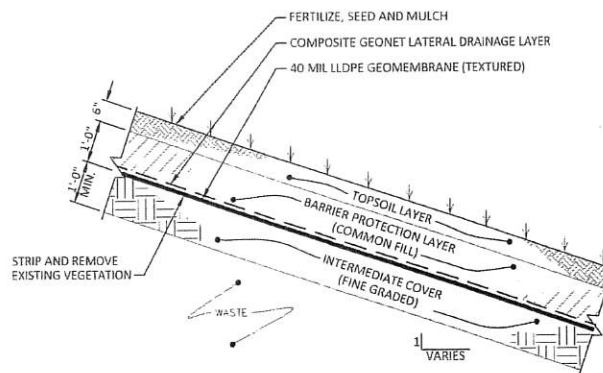 FERTILIZE, SEED AND MULCH
COMPOSITE GEONET LATERAL DRAINAGE LAYER
40 MIL LLDPE GEOMEMBRANE (TEXTURED)
6"
1'-0"
1'-0"
MIN.
TOPSOIL LAYER
BARRIER PROTECTION LAYER
(COMMON FILL)
INTERMEDIATE COVER
(FINE GRADED)
STRIP AND REMOVE
EXISTING VEGETATION
WASTE
1
VARIES